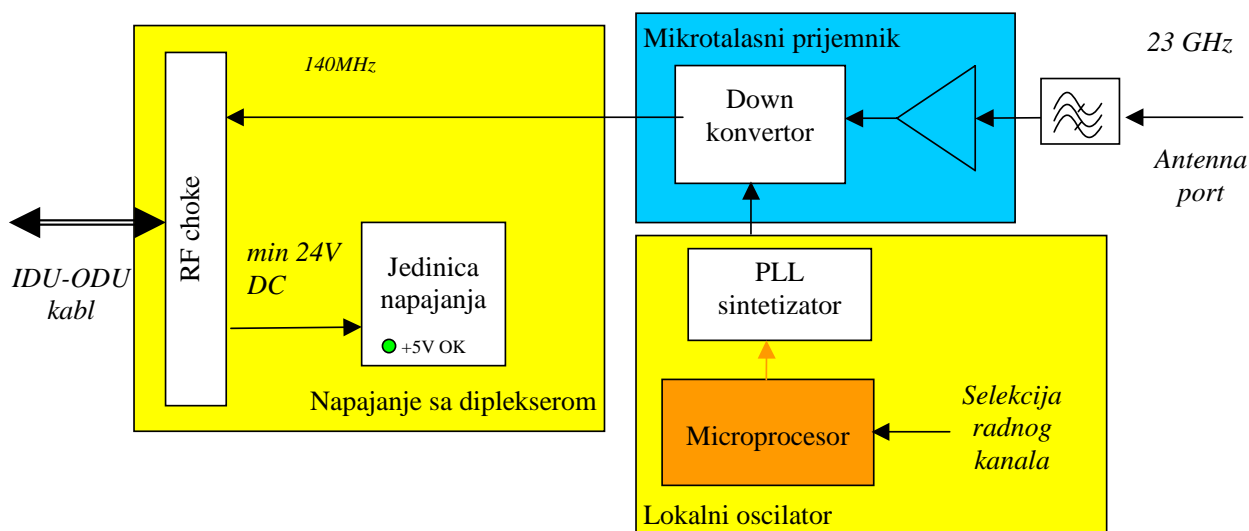 Mikrotalasni prijemnik
23 GHz
140MHz
Down
konvertor
Antenna
port
RF choke
IDU-ODU
kabl
min 24V
DC
Jedinica
napajanja
+5V OK
Napajanje sa diplekserom
PLL
sintetizator
Microprocesor
Selekcija
radnog
kanala
Lokalni oscilator